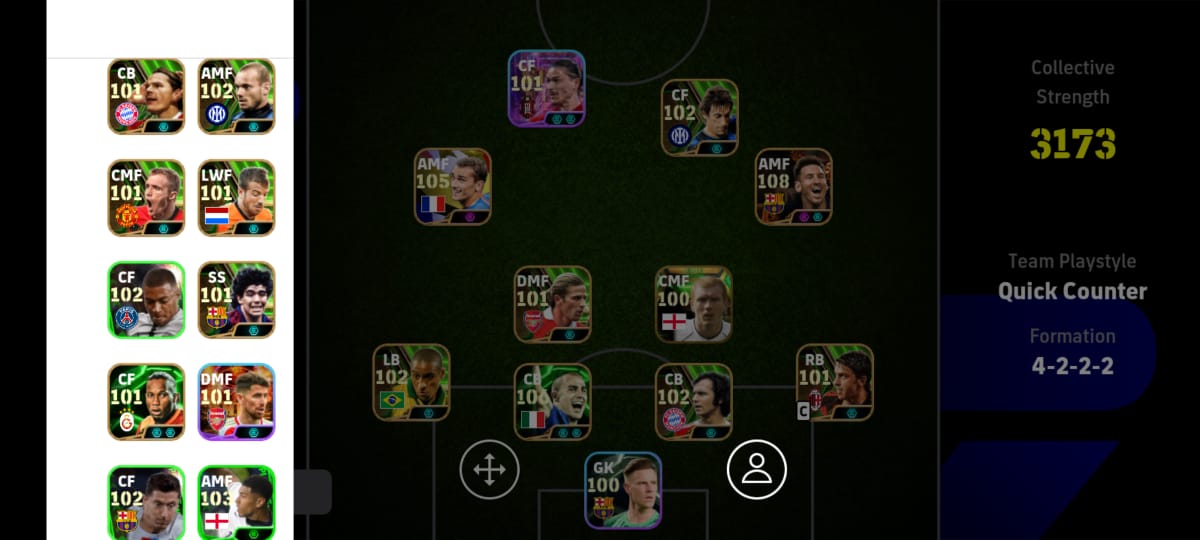 CB AMF
101 102
CMF LWF
101 101
CF SS
102 101
CF DMF
101 101
CF AMF
102 103
CF
101
CF
102
AMF
105
AMF
108
DMF
101
CMF
100
LB
102
CB
106
CB
102
RB
101
C
GK
100
Collective
Strength
3173
Team Playstyle
Quick Counter
Formation
4-2-2-2